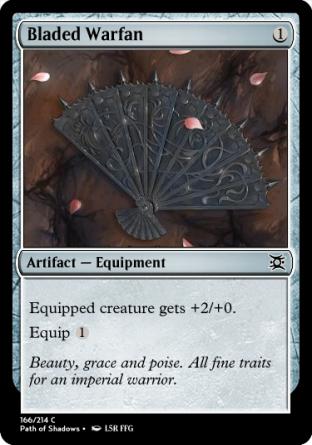 Bladed Warfan 1
Artifact — Equipment
Equipped creature gets +2/+0.
Equip 1
Beauty, grace and poise. All fine traits
for an imperial warrior.
166/214 C
Path of Shadows • L5R FFG